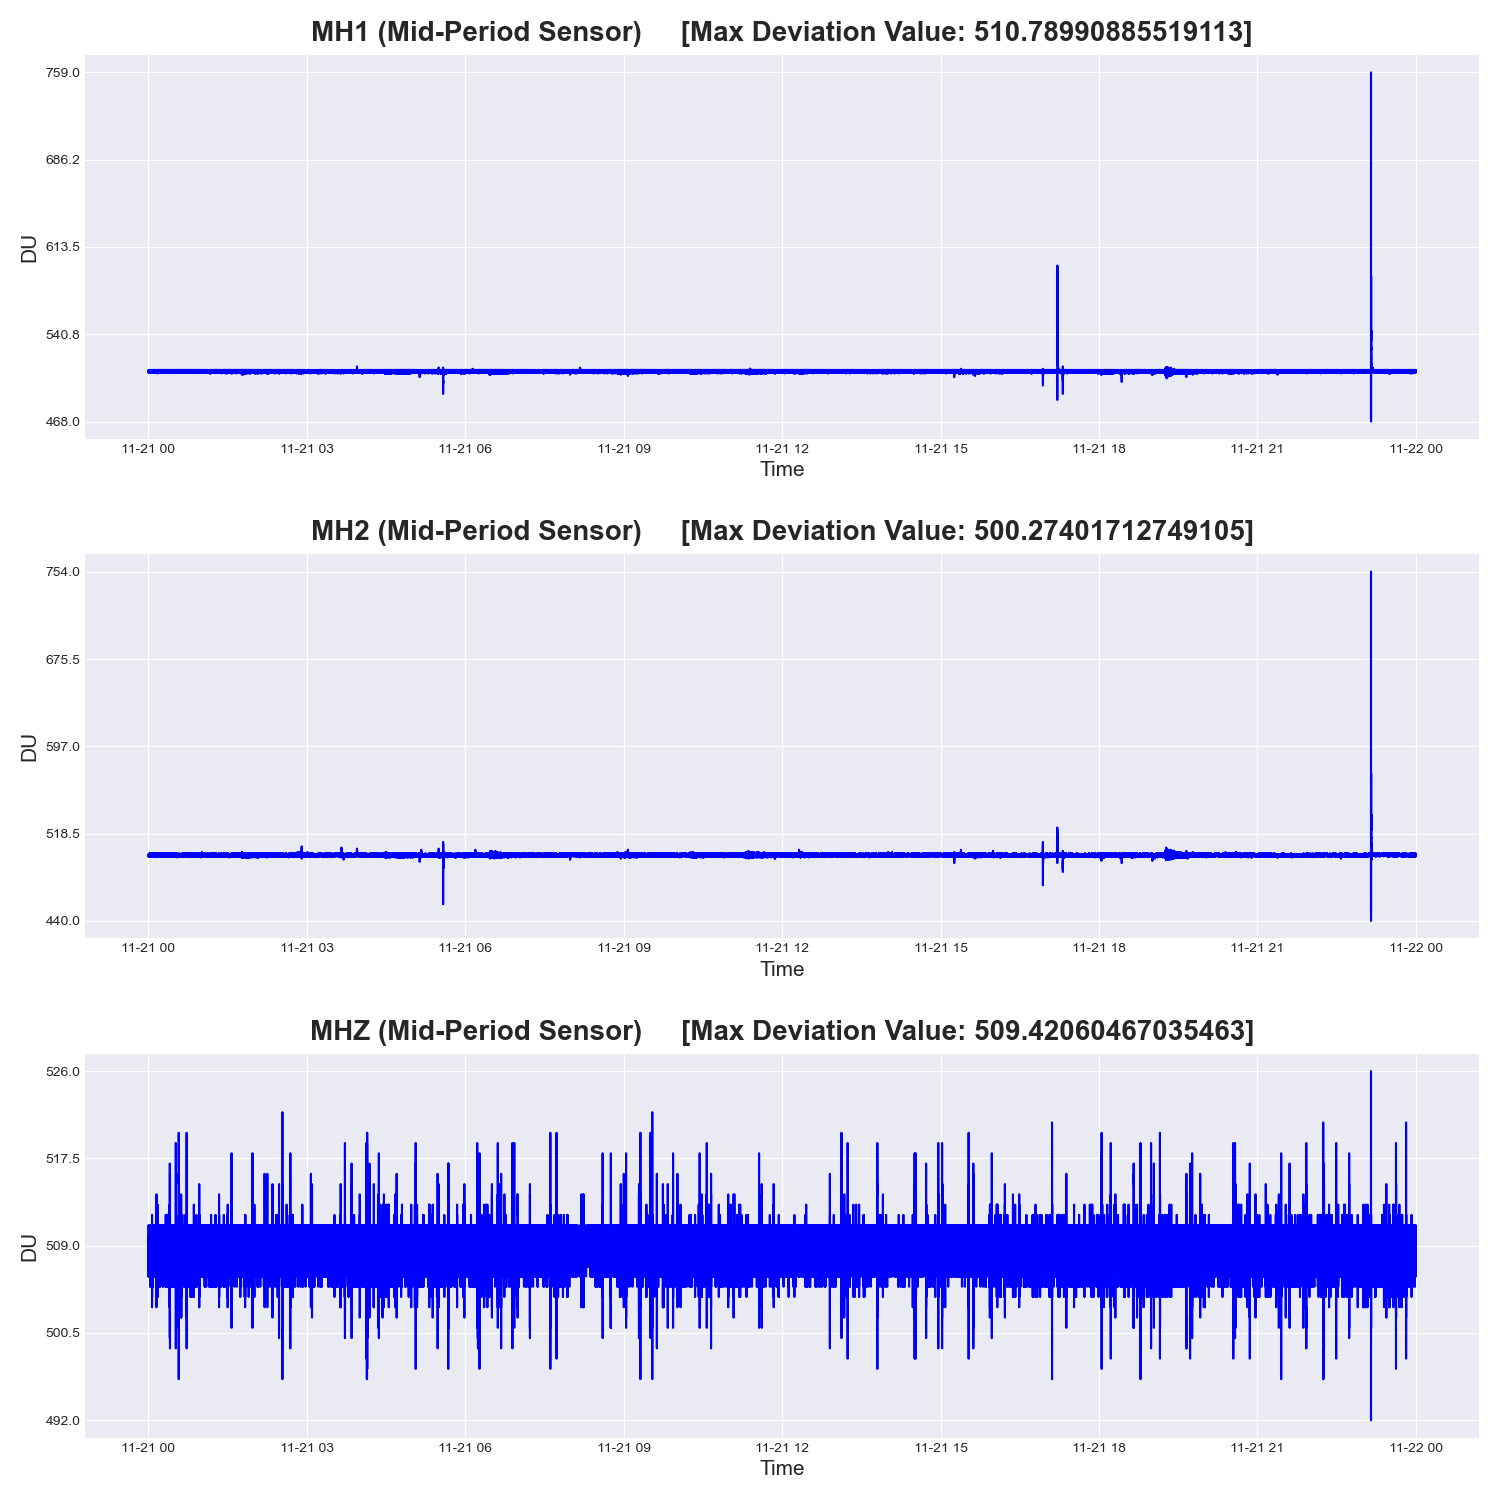 MH1 (Mid-Period Sensor) [Max Deviation Value: 510.78990885519113]
759.0
686.2
613.5
540.8
468.0
DU
11-21 00 11-21 03 11-21 06 11-21 09 11-21 12 11-21 15 11-21 18 11-21 21 11-22 00
Time
MH2 (Mid-Period Sensor) [Max Deviation Value: 500.27401712749105]
754.0
675.5
597.0
518.5
440.0
DU
11-21 00 11-21 03 11-21 06 11-21 09 11-21 12 11-21 15 11-21 18 11-21 21 11-22 00
Time
MHZ (Mid-Period Sensor) [Max Deviation Value: 509.42060467035463]
526.0
517.5
509.0
500.5
492.0
DU
11-21 00 11-21 03 11-21 06 11-21 09 11-21 12 11-21 15 11-21 18 11-21 21 11-22 00
Time